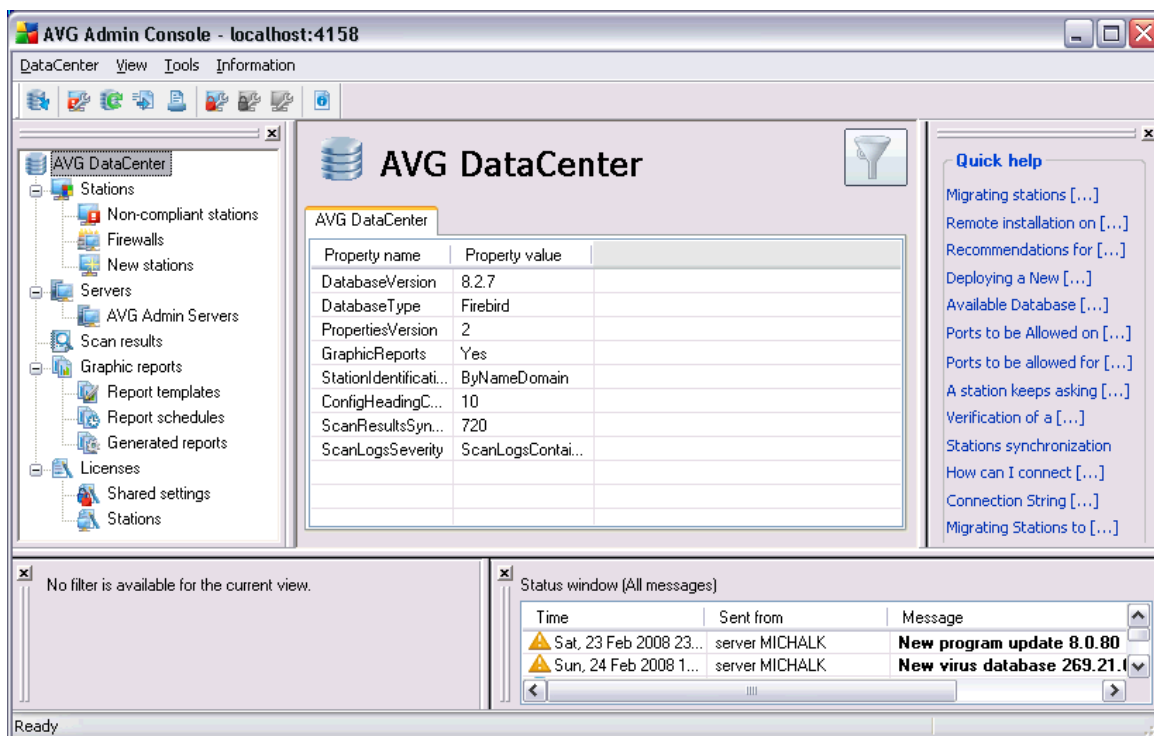 AVG Admin Console - localhost:4158
DataCenter View Tools Information
AVG DataCenter
Stations
Non-compliant stations
Firewalls
New stations
Servers
AVG Admin Servers
Scan results
Graphic reports
Report templates
Report schedules
Generated reports
Licenses
Shared settings
Stations
AVG DataCenter
AVG DataCenter
Property name Property value
DatabaseVersion 8.2.7
DatabaseType Firebird
PropertiesVersion 2
GraphicReports Yes
StationIdentificati... ByNameDomain
ConfigHeadingC... 10
ScanResultsSyn... 720
ScanLogsSeverity ScanLogsContai...
Quick help
Migrating stations [...]
Remote installation on [...]
Recommendations for [...]
Deploying a New [...]
Available Database [...]
Ports to be Allowed on [...]
Ports to be allowed for [...]
A station keeps asking [...]
Verification of a [...]
Stations synchronization
How can I connect [...]
Connection String [...]
Migrating Stations to [...]
No filter is available for the current view.
Status window (All messages)
Time Sent from Message
Sat, 23 Feb 2008 23... server MICHALK New program update 8.0.80
Sun, 24 Feb 2008 1... server MICHALK New virus database 269.21.
Ready